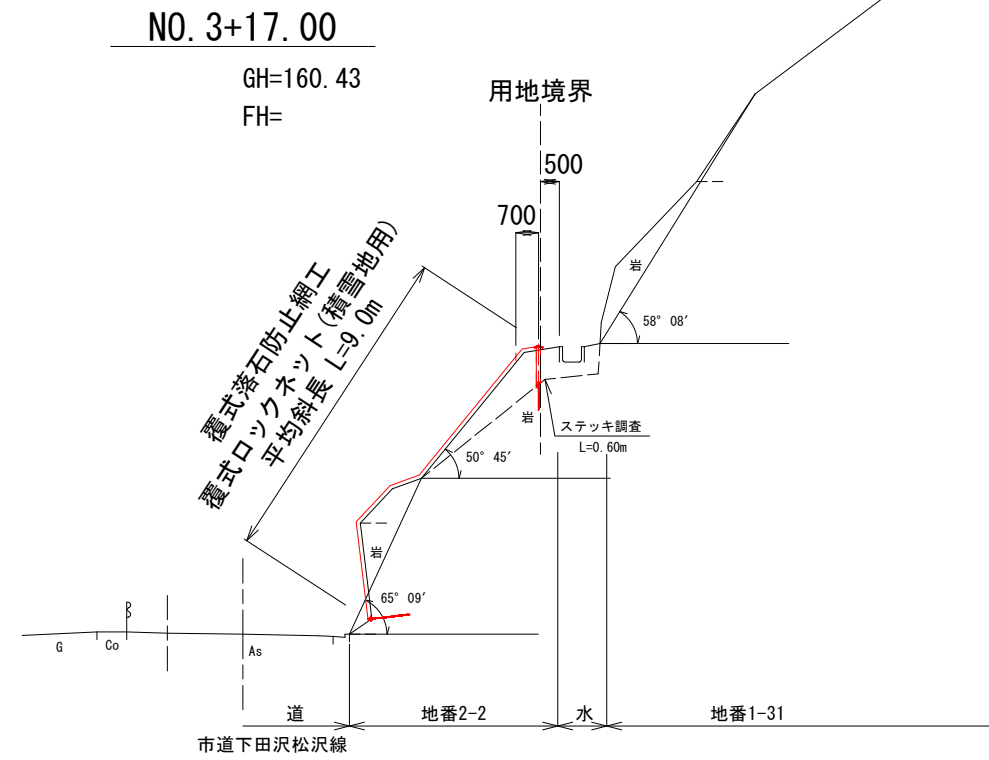 NO.3+17.00
GH=160.43
FH=
用地境界
500
700
覆式落石防止網工
覆式ロックネット(積雪地用)
平均斜長 L=9.0m
岩
58° 08′
岩
ステッキ調査
L=0.60m
50° 45′
岩
65° 09′
G
Co
B
As
道
地番2-2
水
地番1-31
市道下田沢松沢線